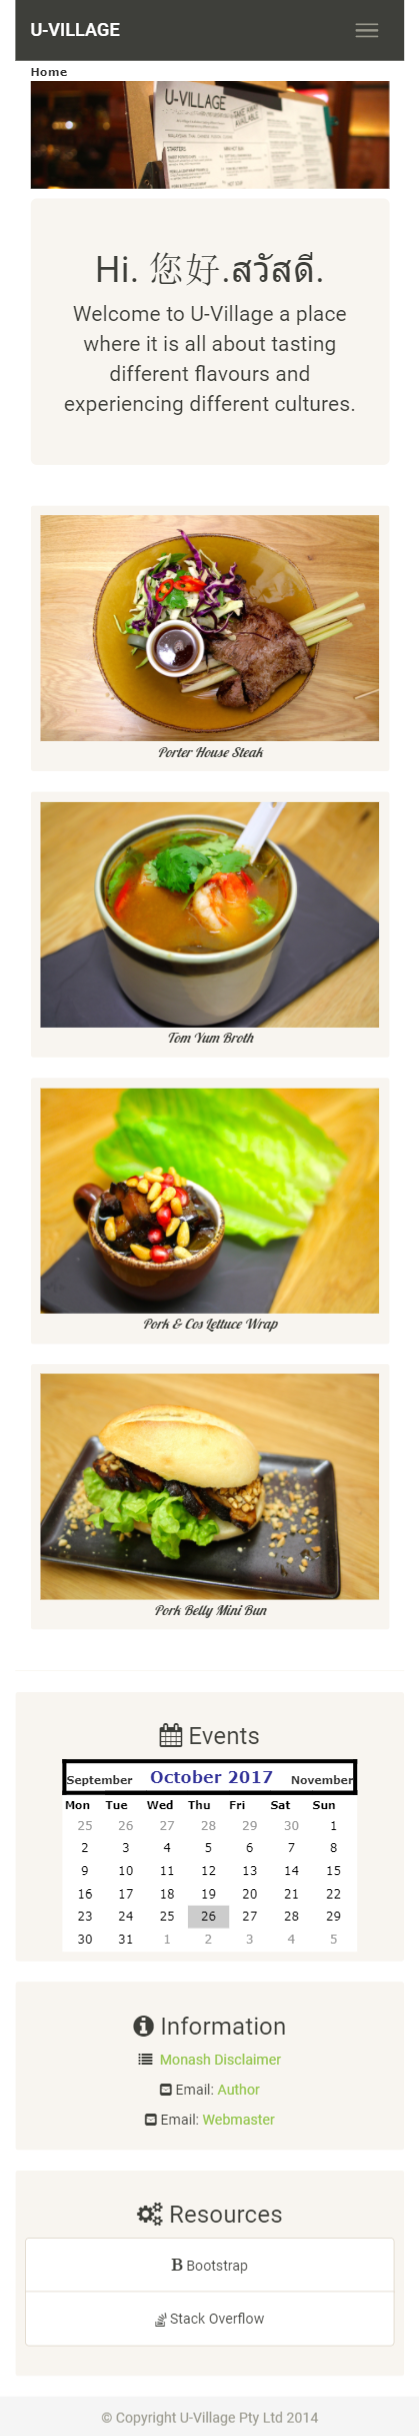 U-VILLAGE
Home
U-VILLAGE
Hi. 您好.สวัสดี.
Welcome to U-Village a place
where it is all about tasting
different flavours and
experiencing different cultures.
Porter House Steak
Tom Yum Broth
Pork & Cos Lettuce Wrap
Pork Belly Mini Bun
Events
September October 2017 November
Mon Tue Wed Thu Fri Sat Sun
25 26 27 28 29 30 1
2 3 4 5 6 7 8
9 10 11 12 13 14 15
16 17 18 19 20 21 22
23 24 25 26 27 28 29
30 31 1 2 3 4 5
Information
Monash Disclaimer
Email: Author
Email: Webmaster
Resources
B Bootstrap
Stack Overflow
© Copyright U-Village Pty Ltd 2014